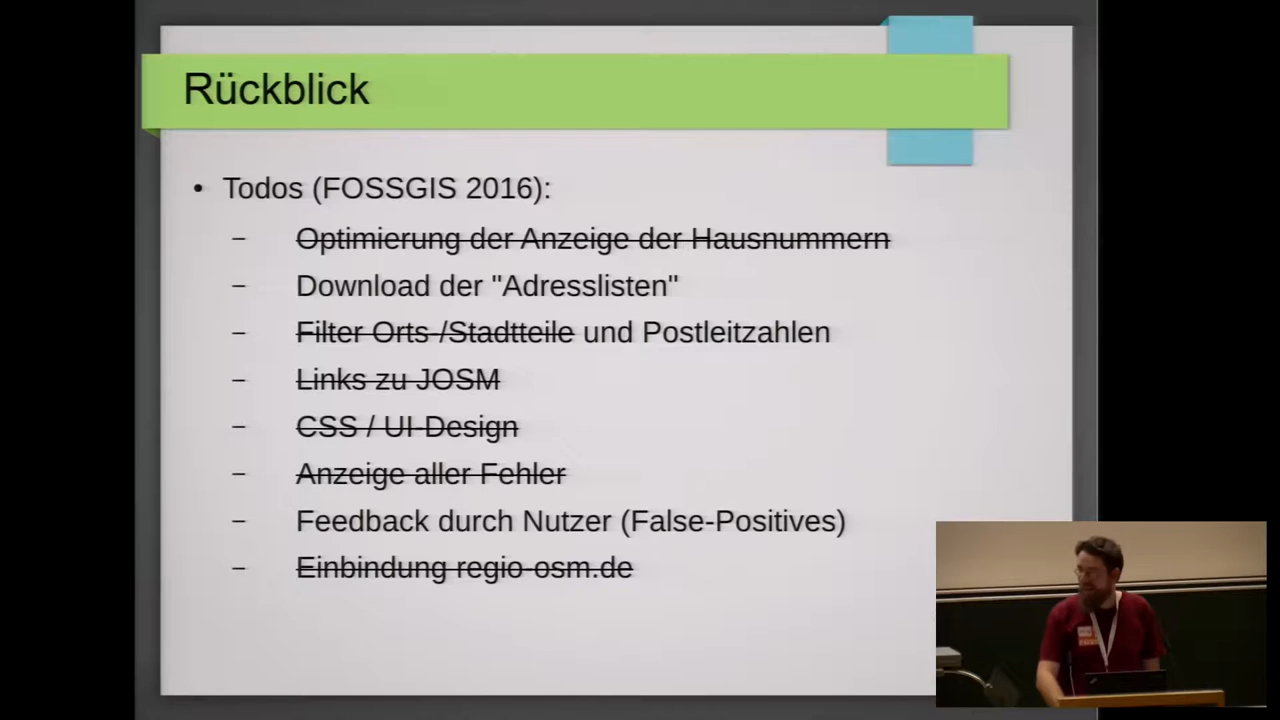 Rückblick
• Todos (FOSSGIS 2016):
– Optimierung der Anzeige der Hausnummern
– Download der "Adresslisten"
– Filter Orts-/Stadtteile und Postleitzahlen
– Links zu JOSM
– CSS / UI-Design
– Anzeige aller Fehler
– Feedback durch Nutzer (False-Positives)
– Einbindung regio-osm.de